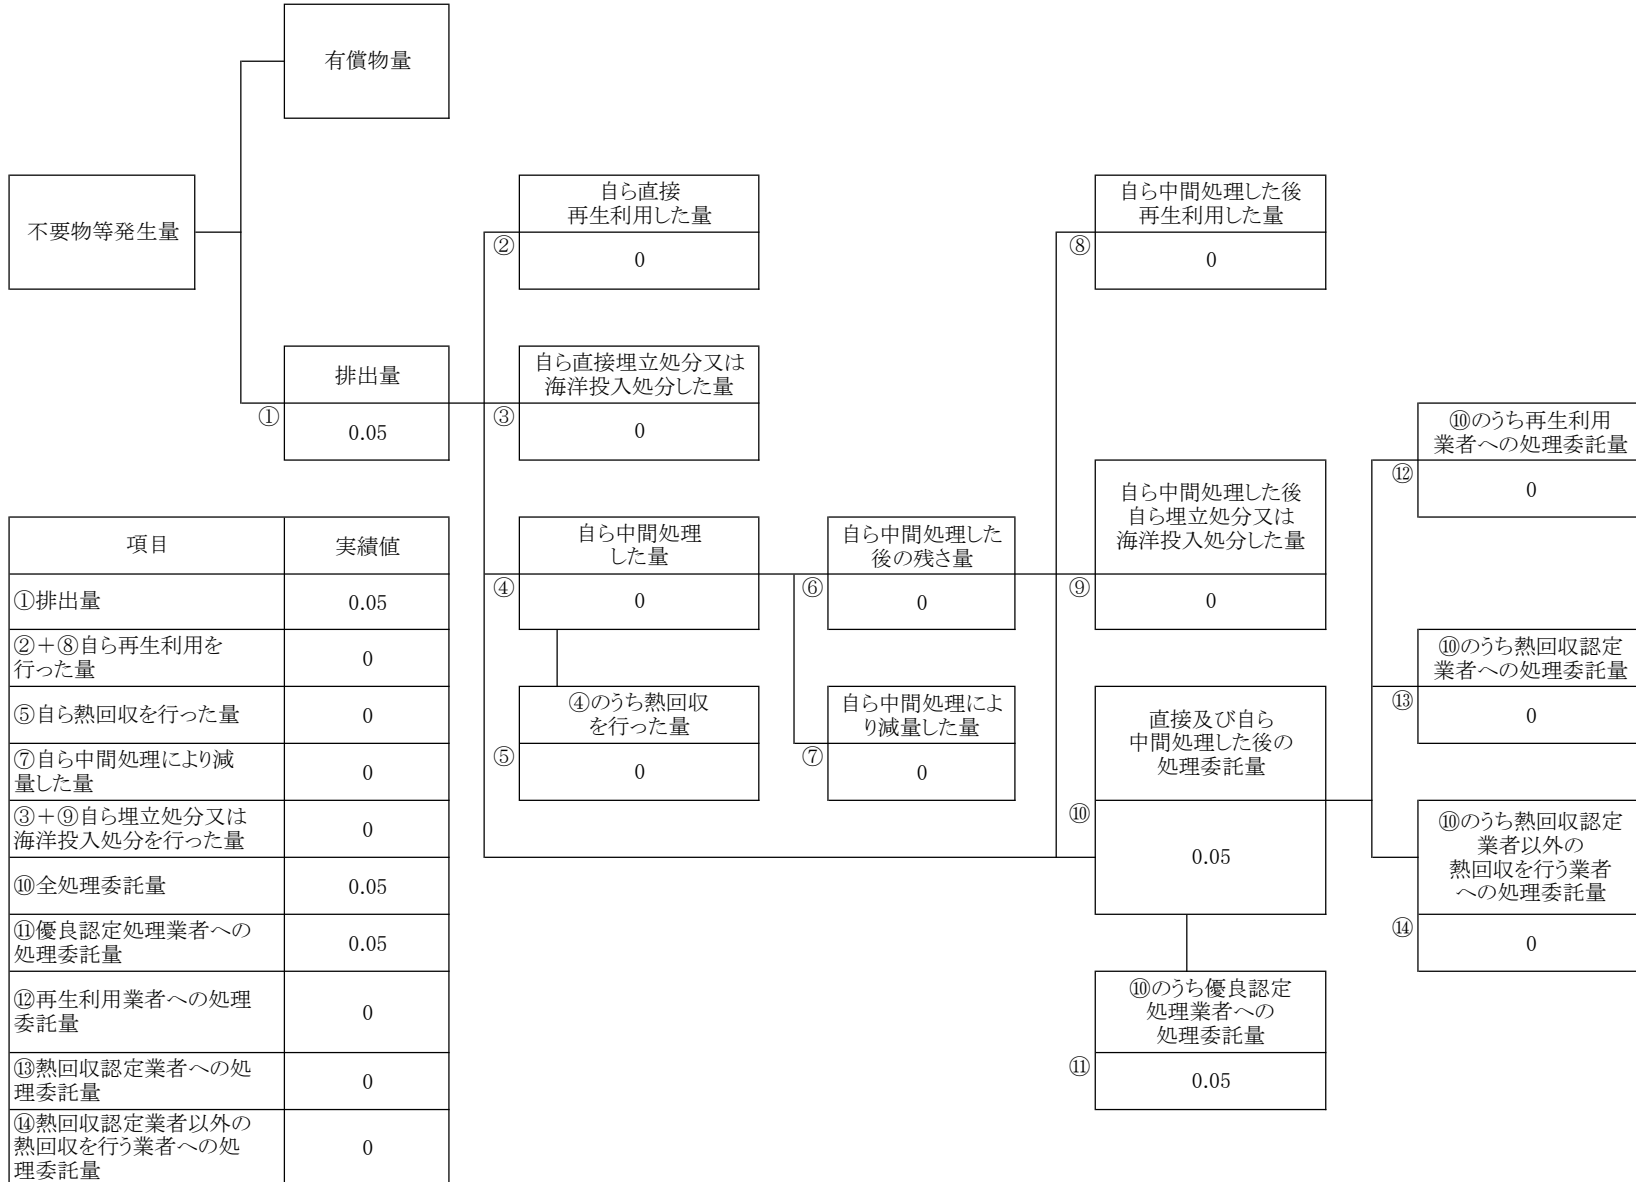 有償物量
不要物等発生量
自ら直接
再生利用した量
②
0
自ら中間処理した後
再生利用した量
⑧
0
排出量
①
0.05
自ら直接埋立処分又は
海洋投入処分した量
③
0
⑩のうち再生利用
業者への処理委託量
⑫
0
自ら中間処理
した量
④
0
自ら中間処理した
後の残さ量
⑥
0
自ら中間処理した後
自ら埋立処分又は
海洋投入処分した量
⑨
0
⑩のうち熱回収認定
業者への処理委託量
⑬
0
④のうち熱回収
を行った量
⑤
0
自ら中間処理によ
り減量した量
⑦
0
直接及び自ら
中間処理した後の
処理委託量
⑩
0.05
⑩のうち熱回収認定
業者以外の
熱回収を行う業者
への処理委託量
⑭
0
⑩のうち優良認定
処理業者への
処理委託量
⑪
0.05
項目 実績値
①排出量 0.05
②+⑧自ら再生利用を
行った量
0
⑤自ら熱回収を行った量 0
⑦自ら中間処理により減
量した量
0
③+⑨自ら埋立処分又は
海洋投入処分を行った量
0
⑩全処理委託量 0.05
⑪優良認定処理業者への
処理委託量
0.05
⑫再生利用業者への処理
委託量
0
⑬熱回収認定業者への処
理委託量
0
⑭熱回収認定業者以外の
熱回収を行う業者への処
理委託量
0